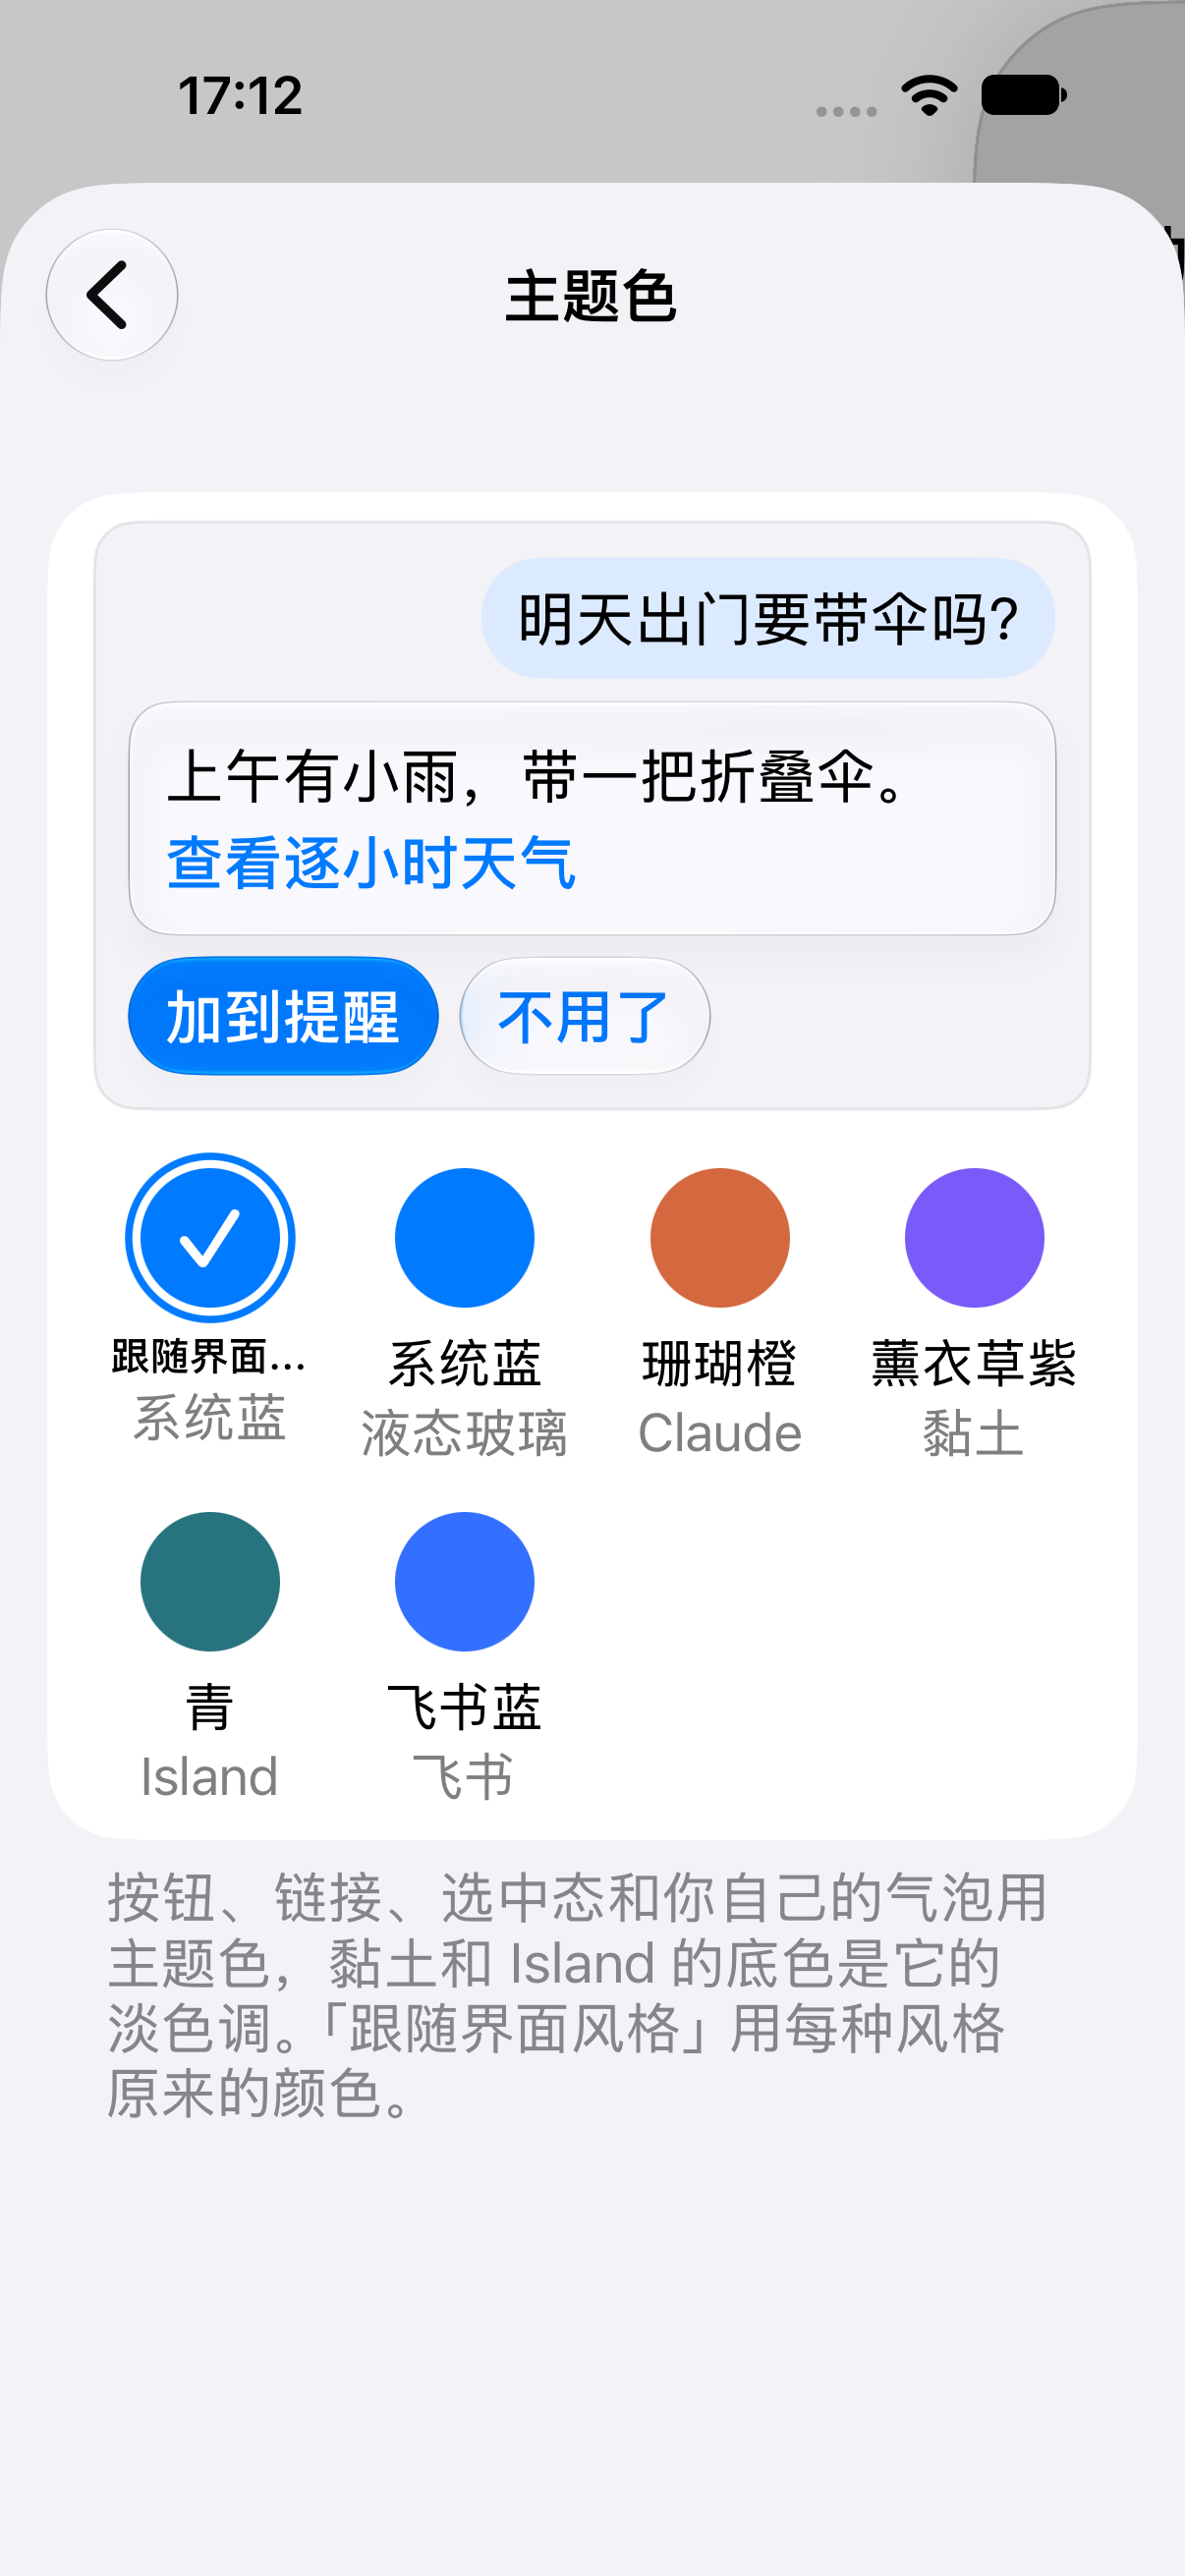 17:12
主题色
明天出门要带伞吗?
上午有小雨，带一把折叠伞。
查看逐小时天气
加到提醒
不用了
跟随界面...
系统蓝
系统蓝
液态玻璃
珊瑚橙
Claude
薰衣草紫
黏土
青
Island
飞书蓝
飞书
按钮、链接、选中态和你自己的气泡用
主题色，黏土和 Island 的底色是它的
淡色调。「跟随界面风格」用每种风格
原来的颜色。